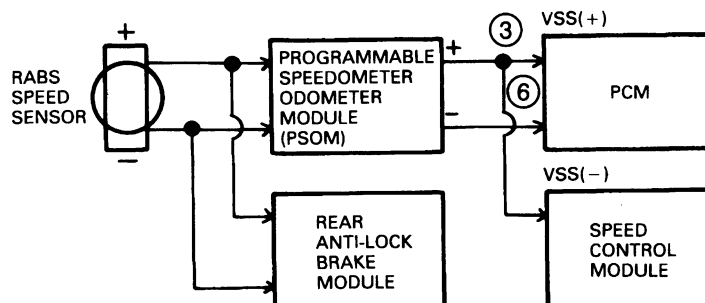 +
RABS
SPEED
SENSOR
−
PROGRAMMABLE
SPEEDOMETER
ODOMETER
MODULE
(PSOM)
+
−
3
6
VSS(+)
PCM
VSS(−)
REAR
ANTI-LOCK
BRAKE
MODULE
SPEED
CONTROL
MODULE